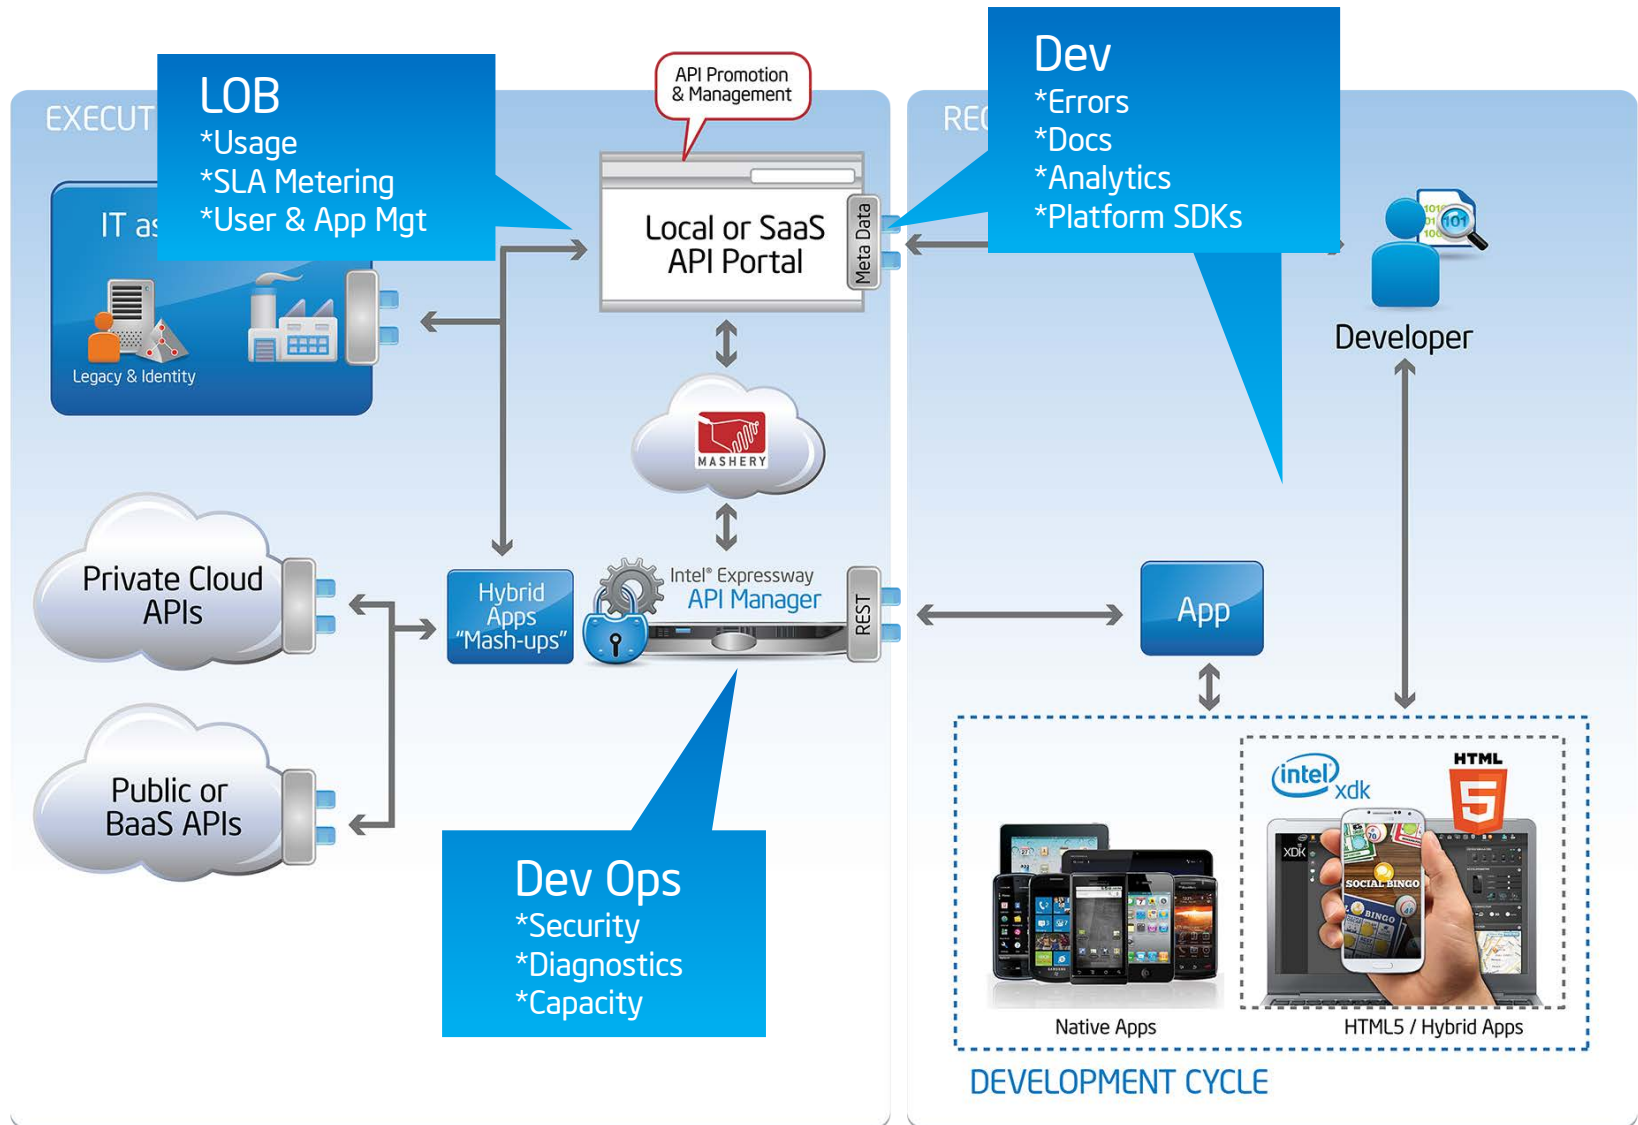 EXECUT
LOB
*Usage
*SLA Metering
*User & App Mgt
IT as
Legacy & Identity
API Promotion
& Management
Local or SaaS
API Portal
Meta Data
MASHERY
Dev
*Errors
*Docs
*Analytics
*Platform SDKs
Developer
Private Cloud
APIs
Hybrid
Apps
"Mash-ups"
Intel® Expressway
API Manager
REST
App
Public or
BaaS APIs
Dev Ops
*Security
*Diagnostics
*Capacity
intel
xdk
HTML
5
XDK
SOCIAL BINGO
BINGO
Native Apps
HTML5 / Hybrid Apps
DEVELOPMENT CYCLE